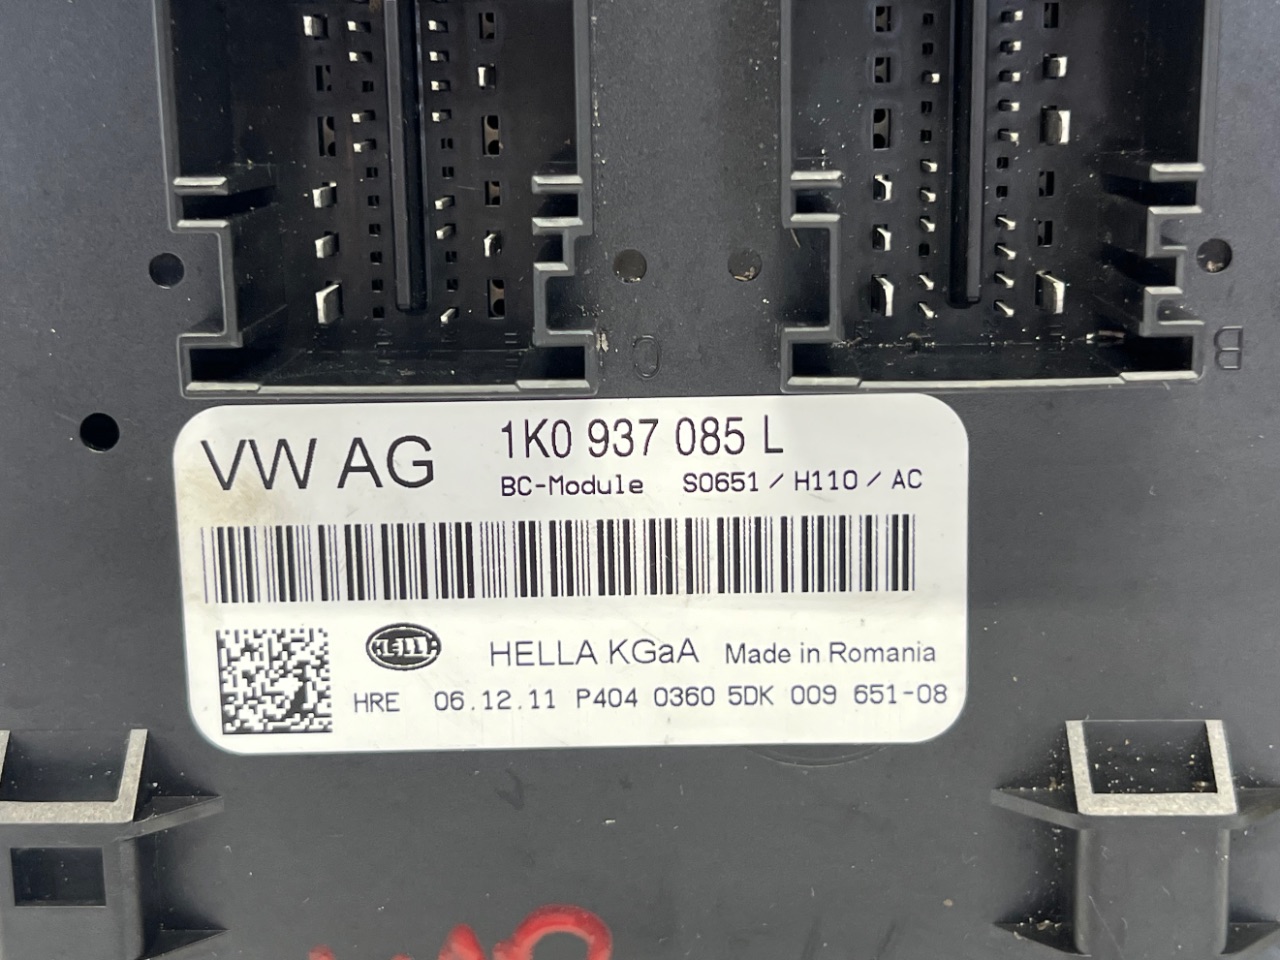 C
B
VW AG
1K0 937 085 L
BC-Module S0651 / H110 / AC
HELLA
HELLA KGaA Made in Romania
HRE 06.12.11 P404 0360 5DK 009 651-08